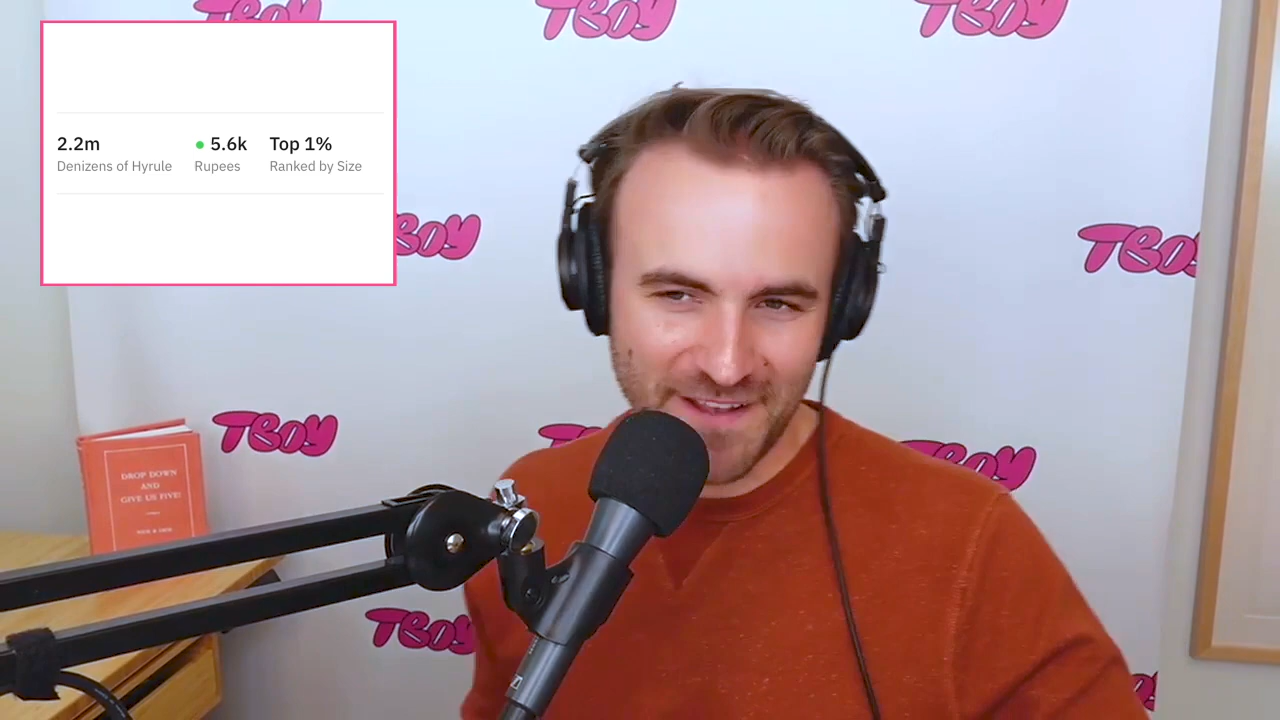 TBOY
TBOY
TBOY
2.2m
5.6k
Top 1%
Denizens of Hyrule
Rupees
Ranked by Size
BOY
TBOY
TBOY
DROP DOWN
AND
GIVE US FIVE!
TBOY